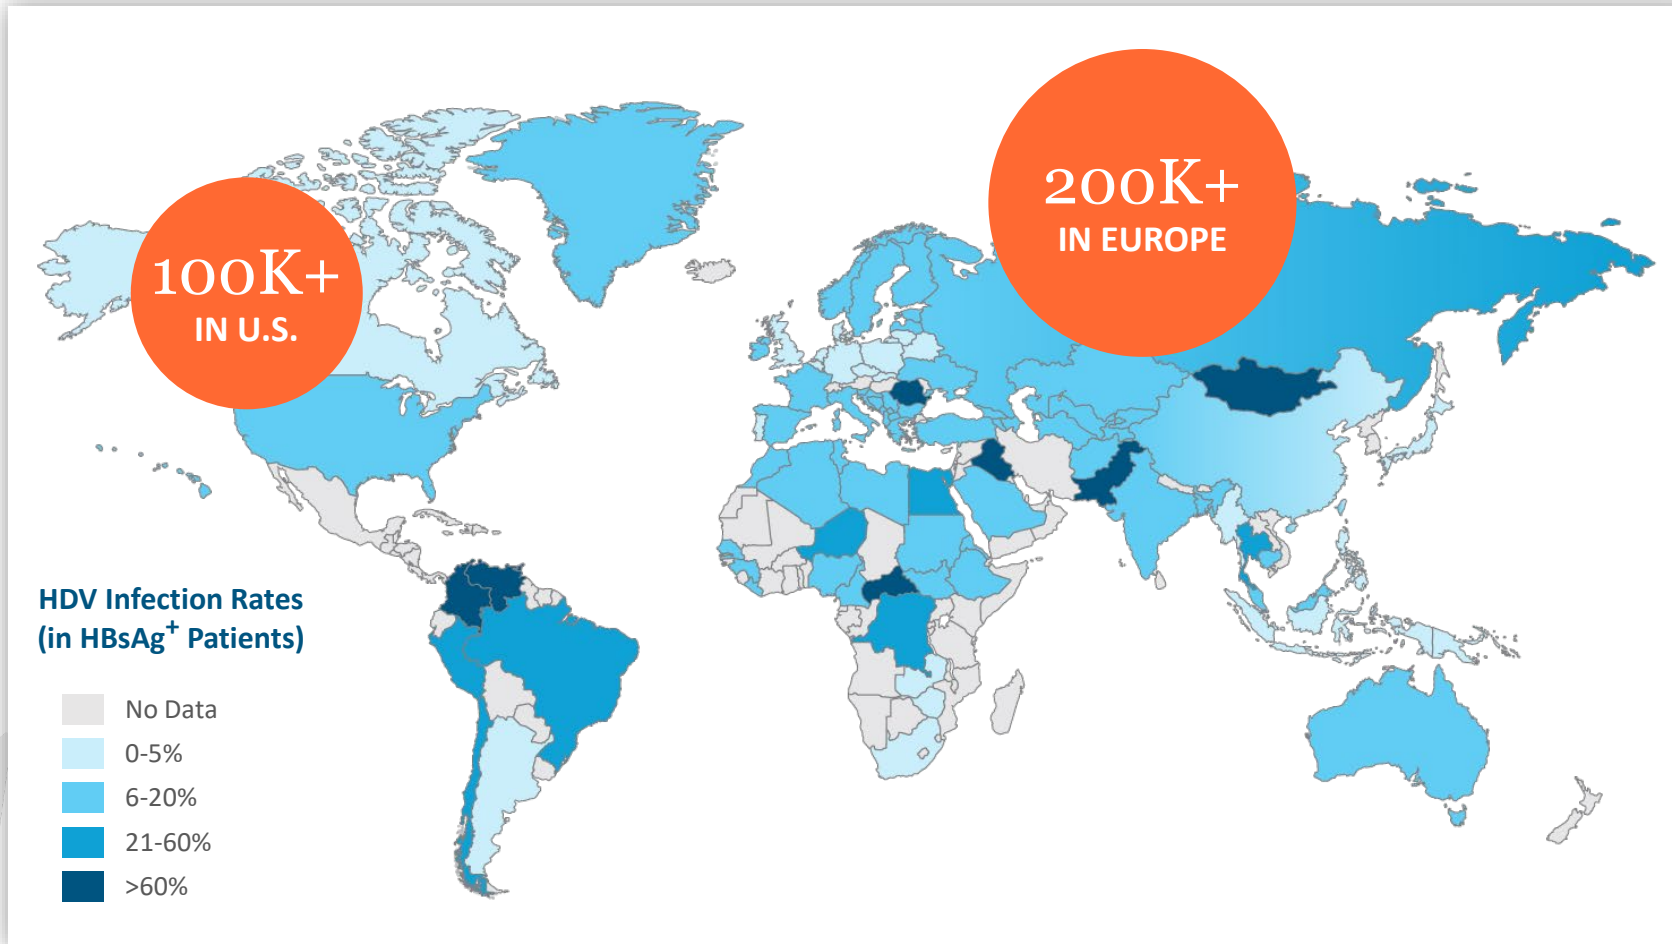 200K+
IN EUROPE
100K+
IN U.S.
HDV Infection Rates
(in HBsAg⁺ Patients)
No Data
0-5%
6-20%
21-60%
>60%